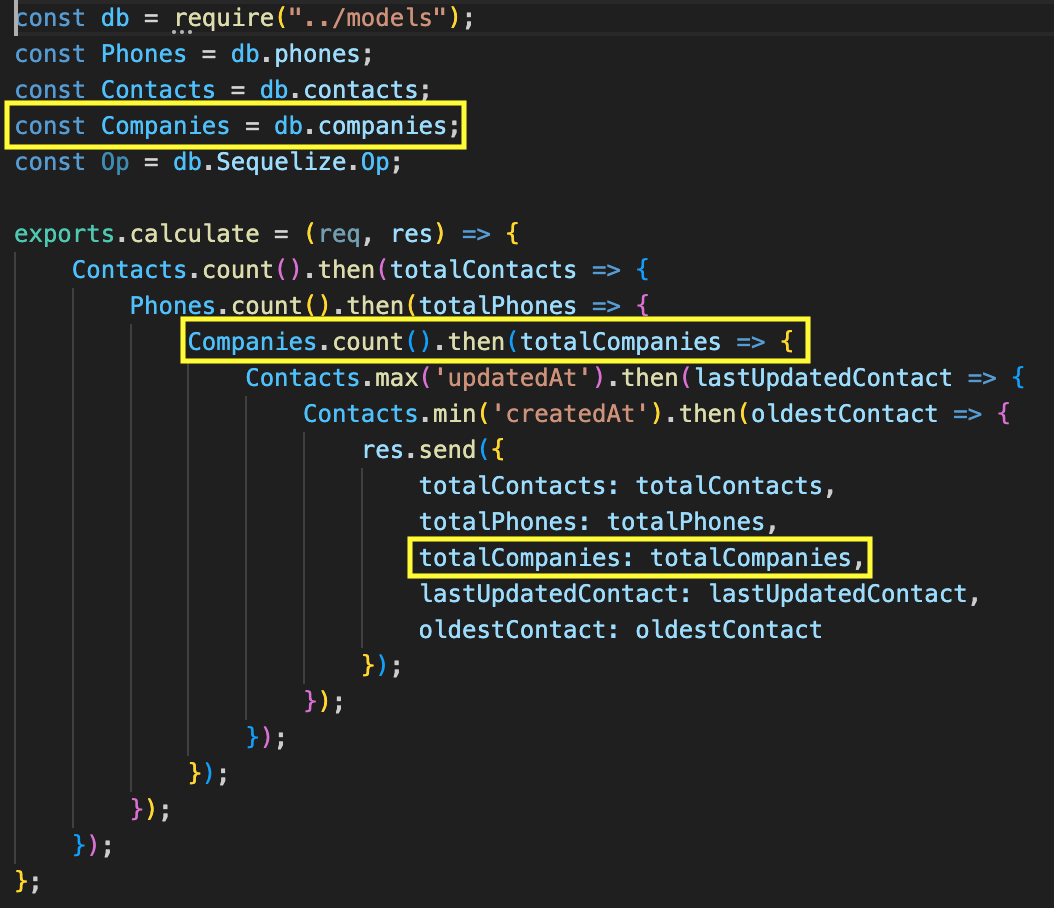 const db = require("../models");
const Phones = db.phones;
const Contacts = db.contacts;
const Companies = db.companies;
const Op = db.Sequelize.Op;

exports.calculate = (req, res) => {
    Contacts.count().then(totalContacts => {
        Phones.count().then(totalPhones => {
            Companies.count().then(totalCompanies => {
                Contacts.max('updatedAt').then(lastUpdatedContact => {
                    Contacts.min('createdAt').then(oldestContact => {
                        res.send({
                            totalContacts: totalContacts,
                            totalPhones: totalPhones,
                            totalCompanies: totalCompanies,
                            lastUpdatedContact: lastUpdatedContact,
                            oldestContact: oldestContact
                        });
                    });
                });
            });
        });
    });
};